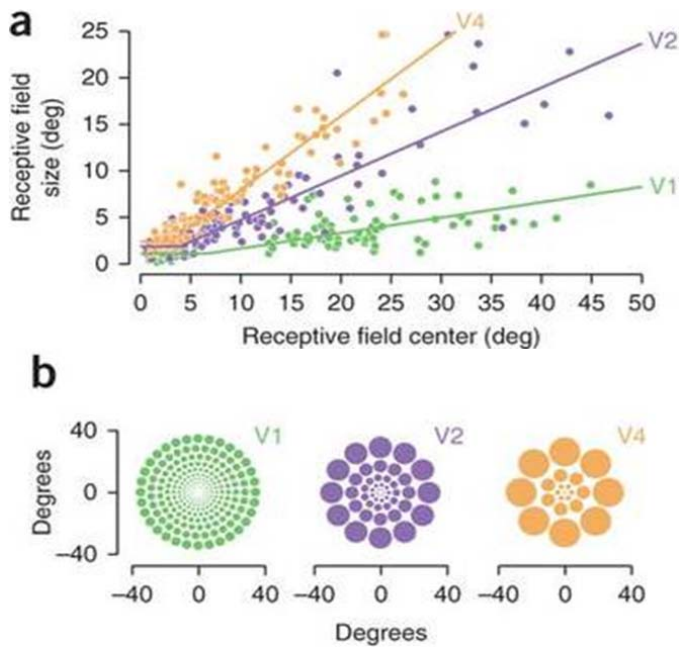 a
25
20
15
10
5
0
Receptive field
size (deg)
V4
V2
V1
0 5 10 15 20 25 30 35 40 45 50
Receptive field center (deg)
b
40
0
−40
Degrees
V1 V2 V4
−40 0 40 −40 0 40 −40 0 40
Degrees